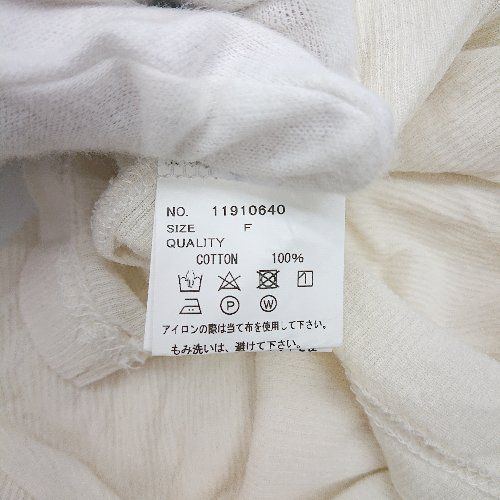 NO. 11910640
SIZE F
QUALITY
COTTON 100%
P W
アイロンの際は当て布を使用して下さい。
もみ洗いは、避けて下さい。